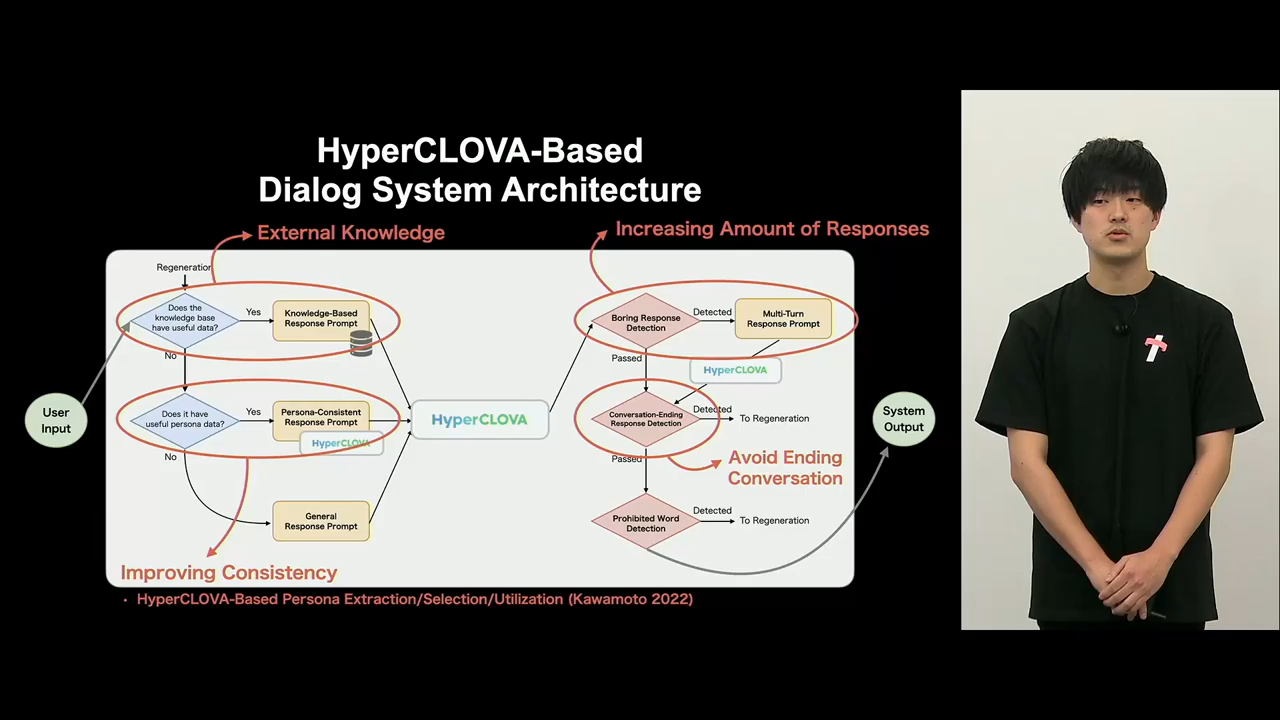 HyperCLOVA-Based
Dialog System Architecture
External Knowledge
Increasing Amount of Responses
Regeneration
Does the
knowledge base
have useful data?
Yes
Knowledge-Based
Response Prompt
No
Does it have
useful persona data?
Yes
Persona-Consistent
Response Prompt
HyperCLOVA
No
General
Response Prompt
User
Input
HyperCLOVA
Boring Response
Detection
Detected
Multi-Turn
Response Prompt
Passed
HyperCLOVA
Conversation-Ending
Response Detection
Detected
To Regeneration
Passed
Avoid Ending
Conversation
Prohibited Word
Detection
Detected
To Regeneration
System
Output
Improving Consistency
・ HyperCLOVA-Based Persona Extraction/Selection/Utilization (Kawamoto 2022)